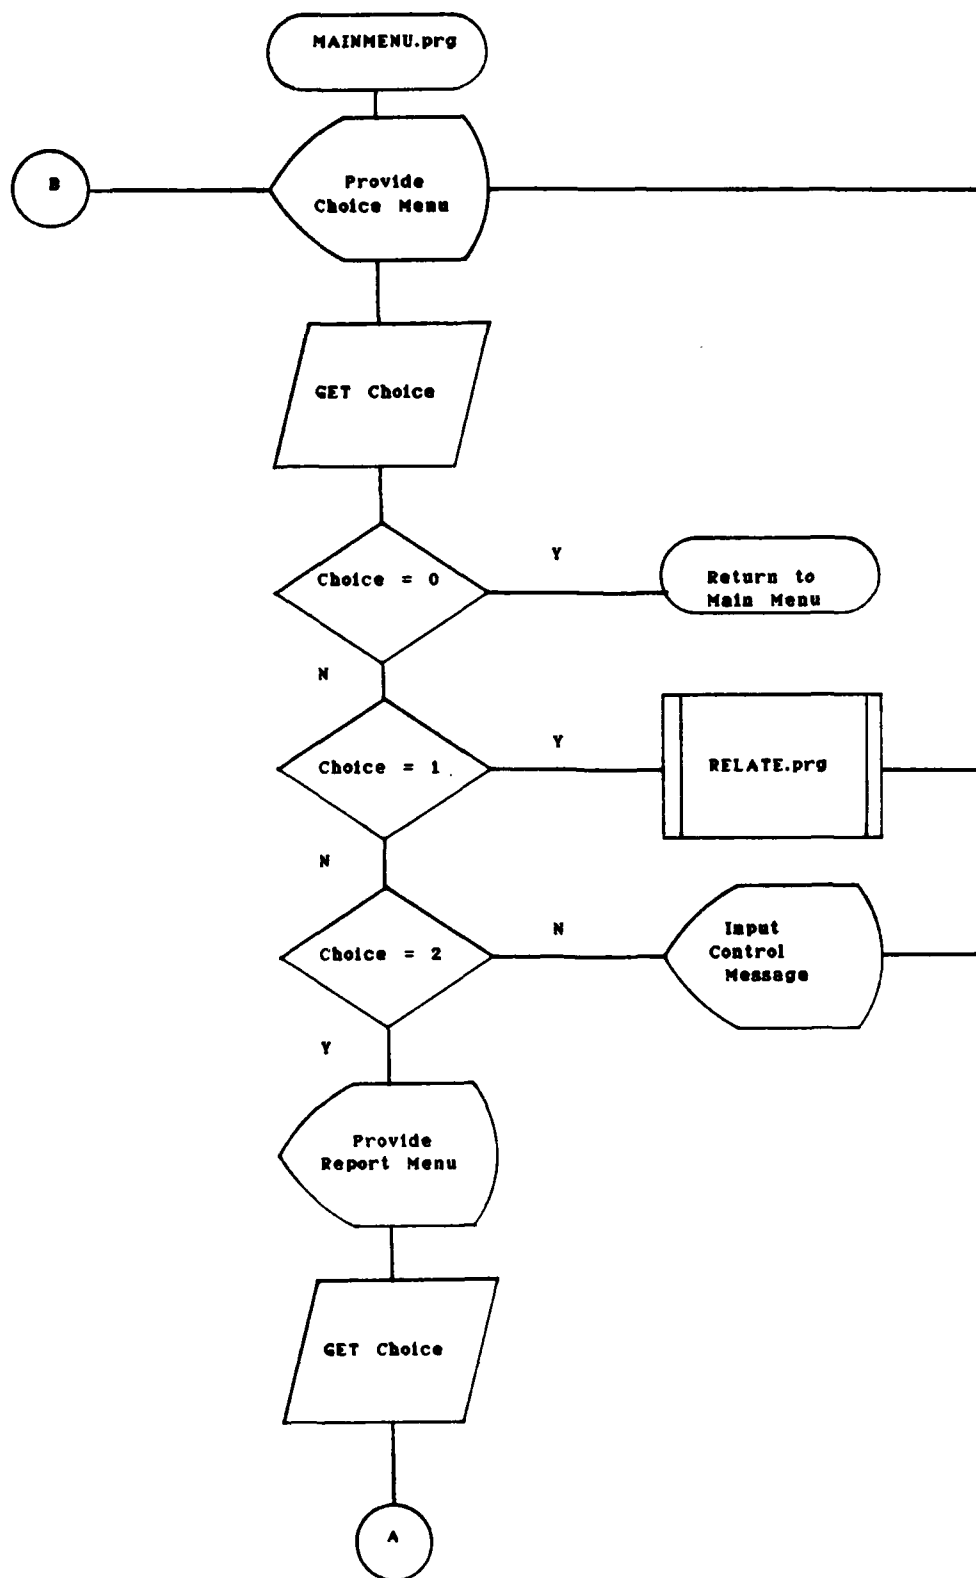 MAINMENU.prg
B
Provide
Choice Menu
GET Choice
Choice = 0
Y
Return to
Main Menu
N
Choice = 1
Y
RELATE.prg
N
Choice = 2
N
Input
Control
Message
Y
Provide
Report Menu
GET Choice
A